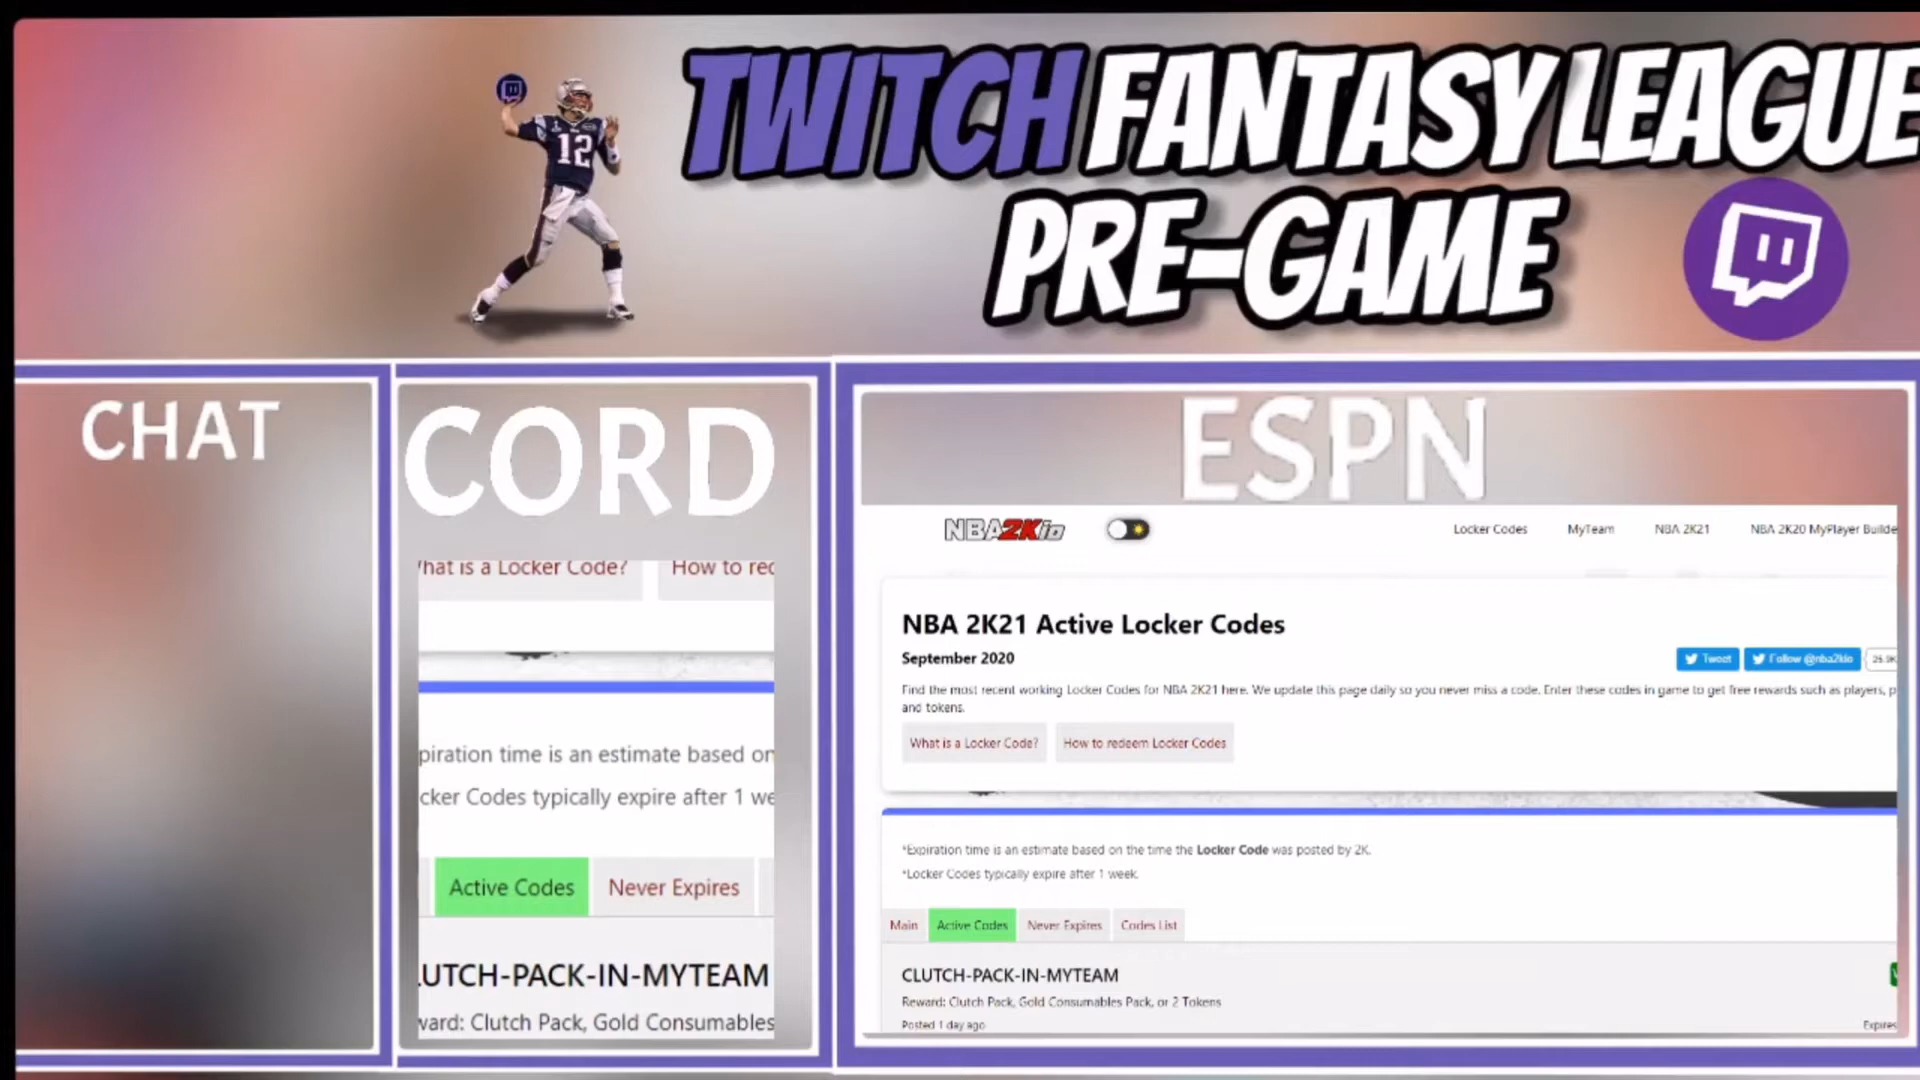 TWITCH FANTASY LEAGUE
PRE-GAME
12
CHAT
CORD
What is a Locker Code?
How to
piration time is an estimate based on
cker Codes typically expire after 1
Active Codes
Never Expires
LUTCH-PACK-IN-MYTEAM
ward: Clutch Pack, Gold Consumables
ESPN
NBA2Kio
Locker Codes
MyTeam
NBA 2K21
NBA 2K20 MyPlayer Builde
NBA 2K21 Active Locker Codes
September 2020
Tweet
Follow @nba2kio
Find the most recent working Locker Codes for NBA 2K21 here. We update this page daily so you never miss a code. Enter these codes in game to get free rewards such as players, p
and tokens.
What is a Locker Code?
How to redeem Locker Codes
*Expiration time is an estimate based on the time the Locker Code was posted by 2K.
*Locker Codes typically expire after 1 week.
Main
Active Codes
Never Expires
Codes List
CLUTCH-PACK-IN-MYTEAM
Reward: Clutch Pack, Gold Consumables Pack, or 2 Tokens
Posted 1 day ago
Expires